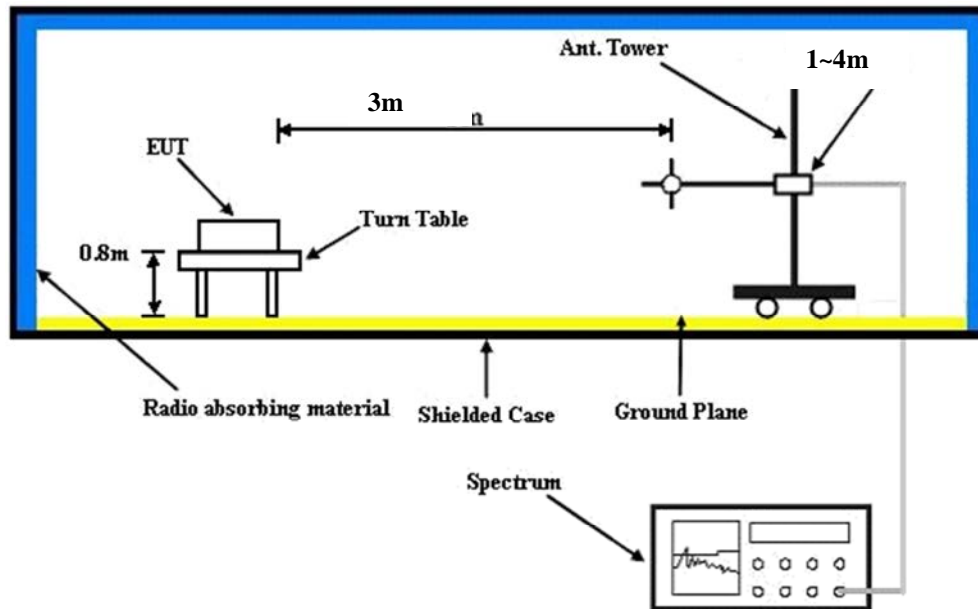 Ant. Tower
1~4m
3m
n
EUT
Turn Table
0.8m
Radio absorbing material
Shielded Case
Ground Plane
Spectrum